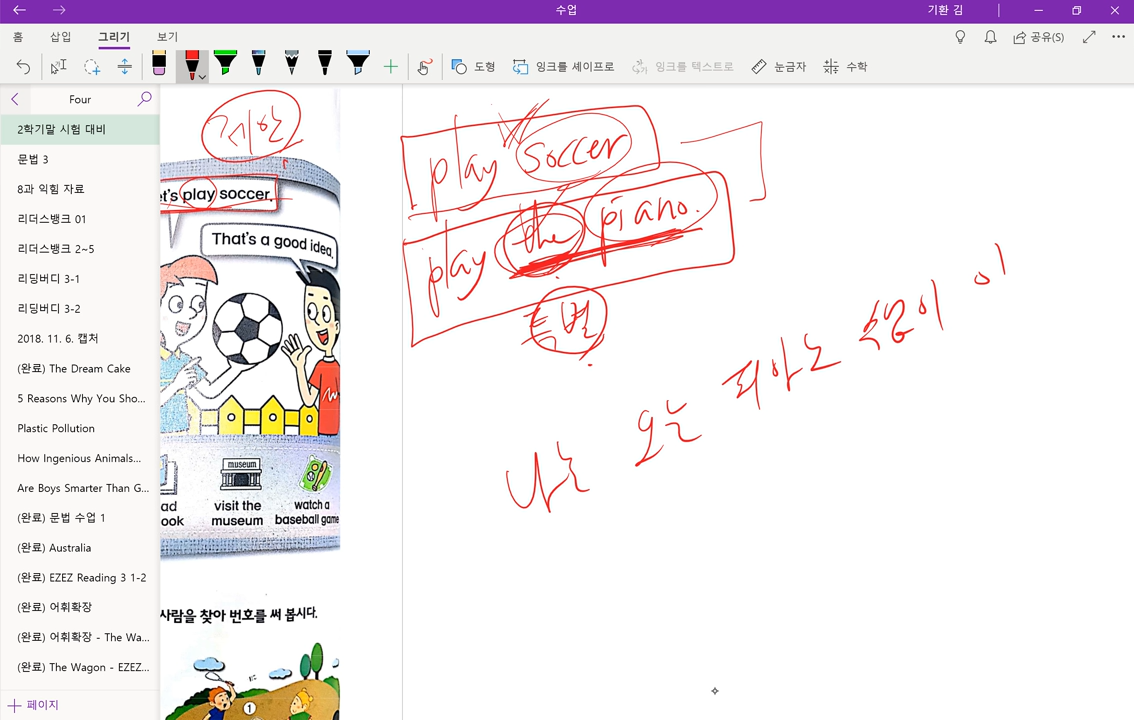 수업
기환 김
홈 삽입 그리기 보기
공유(S)
도형 잉크를 셰이프로 잉크를 텍스트로 눈금자 수학
Four
2학기말 시험 대비
문법 3
8과 익힘 자료
리더스뱅크 01
리더스뱅크 2~5
리딩버디 3-1
리딩버디 3-2
2018. 11. 6. 캡처
(완료) The Dream Cake
5 Reasons Why You Sho...
Plastic Pollution
How Ingenious Animals...
Are Boys Smarter Than G...
(완료) 문법 수업 1
(완료) Australia
(완료) EZEZ Reading 3 1-2
(완료) 어휘확장
(완료) 어휘확장 - The Wa...
(완료) The Wagon - EZEZ...
페이지
제안
et's play soccer.
That's a good idea.
museum
ad
ook
visit the
museum
watch a
baseball game
사람을 찾아 번호를 써 봅시다.
1
play soccer
play the piano.
특별
나는 오늘 피아노 수업이 이